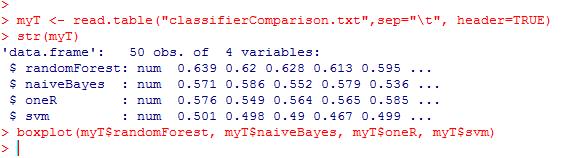 >
> myT <- read.table("classifierComparison.txt",sep="\t", header=TRUE)
> str(myT)
'data.frame':   50 obs. of  4 variables:
 $ randomForest: num  0.639 0.62 0.628 0.613 0.595 ...
 $ naiveBayes  : num  0.571 0.586 0.552 0.579 0.536 ...
 $ oneR        : num  0.576 0.549 0.564 0.565 0.585 ...
 $ svm         : num  0.501 0.498 0.49 0.467 0.499 ...
> boxplot(myT$randomForest, myT$naiveBayes, myT$oneR, myT$svm)
>